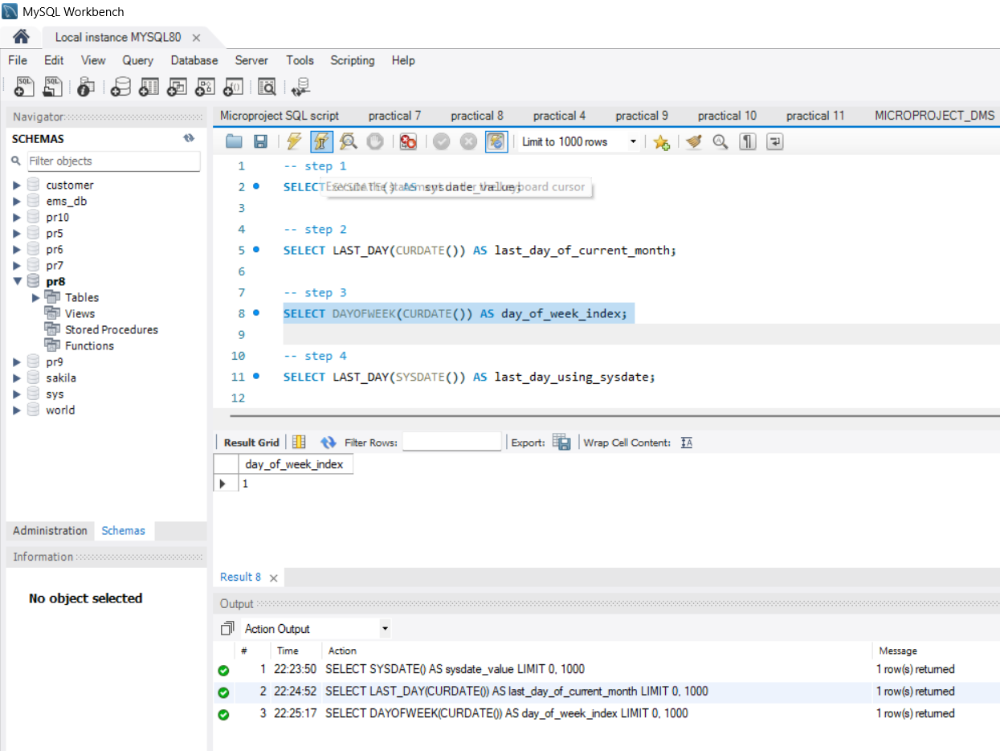 MySQL Workbench
Local instance MYSQL80
File Edit View Query Database Server Tools Scripting Help
Navigator
SCHEMAS
Filter objects
customer
ems_db
pr10
pr5
pr6
pr7
pr8
Tables
Views
Stored Procedures
Functions
pr9
sakila
sys
world
Administration Schemas
Information
No object selected
Microproject SQL script practical 7 practical 8 practical 4 practical 9 practical 10 practical 11 MICROPROJECT_DMS
Limit to 1000 rows
1 -- step 1
2 SELECT SYSDATE() AS sysdate_value;
Execute the statement under the keyboard cursor
3
4 -- step 2
5 SELECT LAST_DAY(CURDATE()) AS last_day_of_current_month;
6
7 -- step 3
8 SELECT DAYOFWEEK(CURDATE()) AS day_of_week_index;
9
10 -- step 4
11 SELECT LAST_DAY(SYSDATE()) AS last_day_using_sysdate;
12
Result Grid Filter Rows: Export: Wrap Cell Content:
day_of_week_index
1
Result 8
Output
Action Output
# Time Action Message
1 22:23:50 SELECT SYSDATE() AS sysdate_value LIMIT 0, 1000 1 row(s) returned
2 22:24:52 SELECT LAST_DAY(CURDATE()) AS last_day_of_current_month LIMIT 0, 1000 1 row(s) returned
3 22:25:17 SELECT DAYOFWEEK(CURDATE()) AS day_of_week_index LIMIT 0, 1000 1 row(s) returned